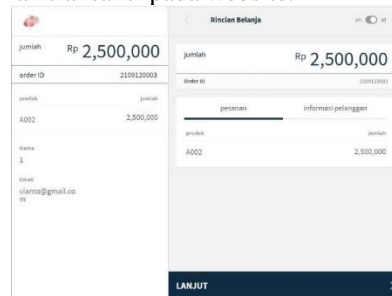 jumlah Rp 2,500,000
order ID 2109120003
produk jumlah
A002 2,500,000
Nama
1
Email
vianto@gmail.co
m
Rincian Belanja en id
jumlah Rp 2,500,000
Order ID 2109120003
pesanan informasi pelanggan
produk jumlah
A002 2,500,000
LANJUT